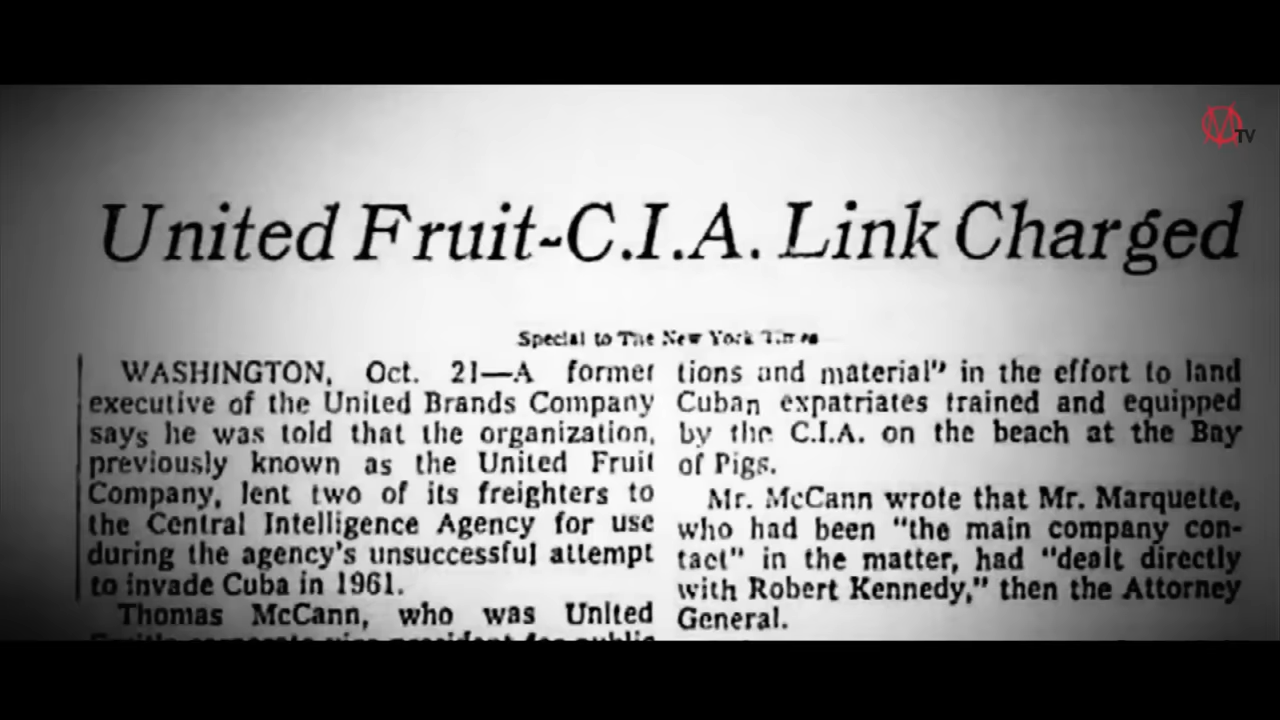 TV
United Fruit-C.I.A. Link Charged
Special to The New York Times
WASHINGTON, Oct. 21—A former
executive of the United Brands Company
says he was told that the organization,
previously known as the United Fruit
Company, lent two of its freighters to
the Central Intelligence Agency for use
during the agency's unsuccessful attempt
to invade Cuba in 1961.
Thomas McCann, who was United
tions and material" in the effort to land
Cuban expatriates trained and equipped
by the C.I.A. on the beach at the Bay
of Pigs.
Mr. McCann wrote that Mr. Marquette,
who had been "the main company con-
tact" in the matter, had "dealt directly
with Robert Kennedy," then the Attorney
General.